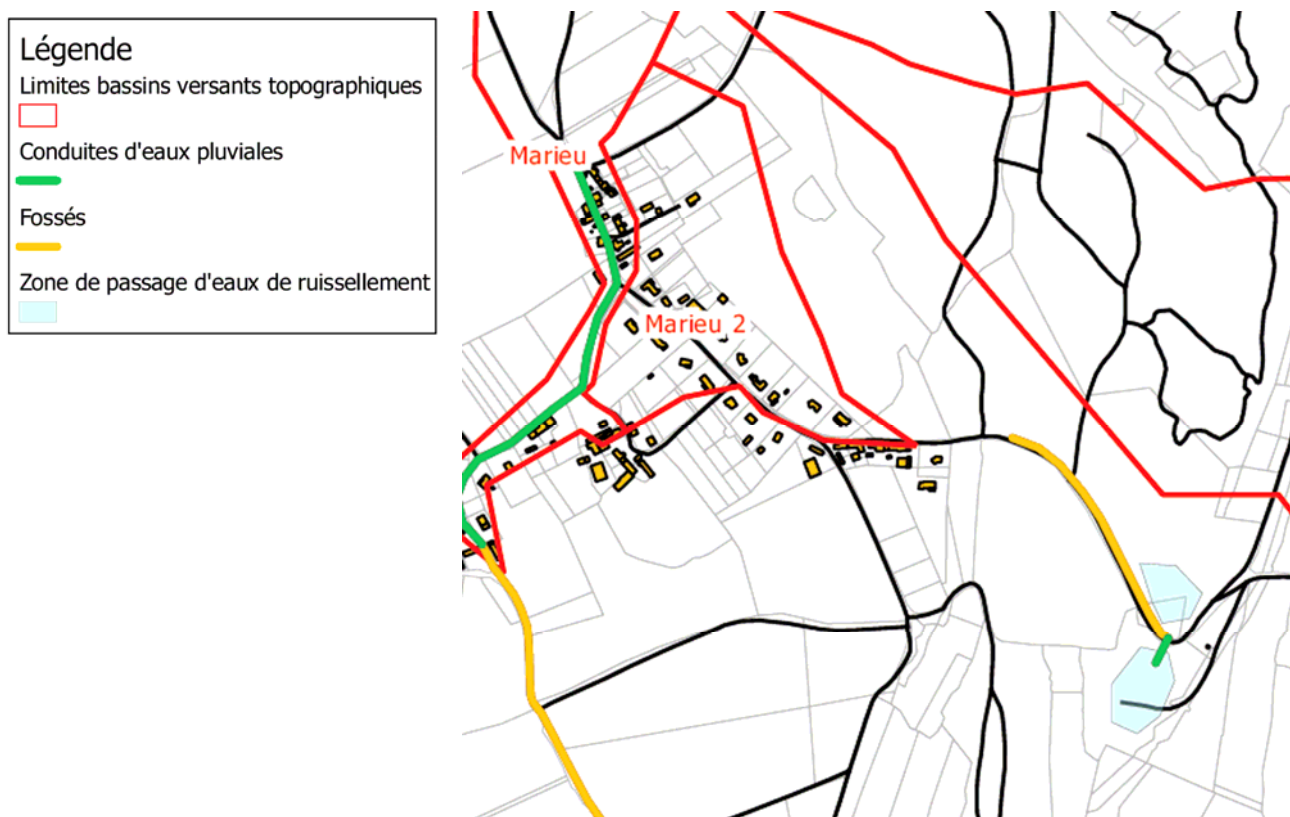 Légende
Limites bassins versants topographiques
Conduites d'eaux pluviales
Fossés
Zone de passage d'eaux de ruissellement
Marieu
Marieu 2